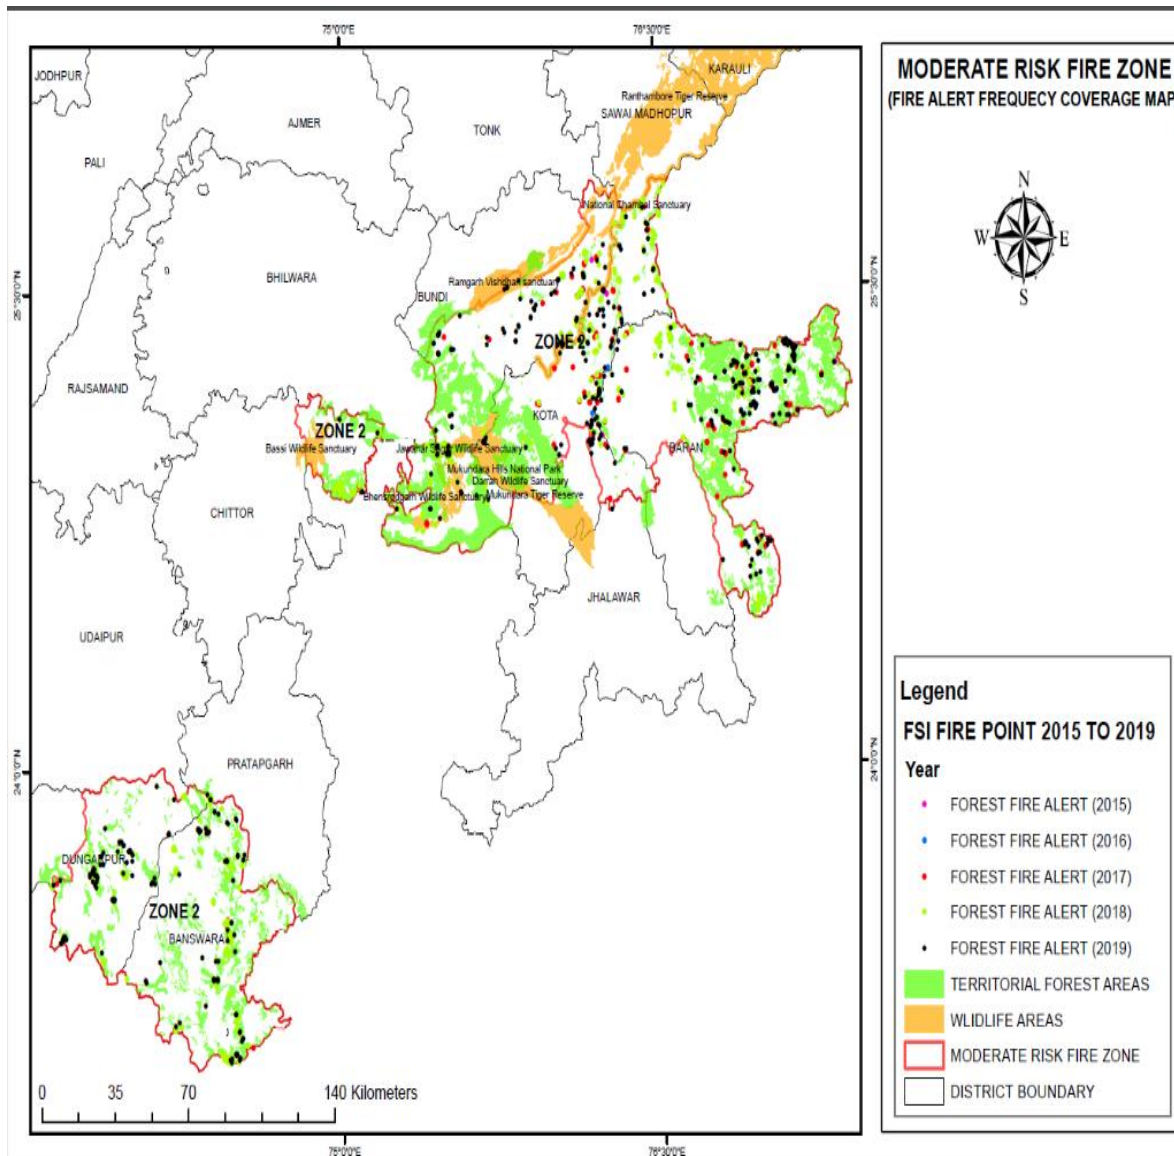 75°0'0"E
76°30'0"E
MODERATE RISK FIRE ZONE
(FIRE ALERT FREQUECY COVERAGE MAP
N
W
E
S
JODHPUR
KARAULI
Ranthambore Tiger Reserve
SAWAI MADHOPUR
AJMER
TONK
PALI
National Chambal Sanctuary
BHILWARA
Ramgarh Vishdhari sanctuary
BUNDI
25°30'0"N
25°30'0"N
ZONE 2
RAJSAMAND
KOTA
ZONE 2
Bassi Wildlife Sanctuary
Jawahar Sagar Wildlife Sanctuary
BARAN
Mukundara Hills National Park
Darrah Wildlife Sanctuary
Bhensrodgarh Wildlife Sanctuary
Mukundara Tiger Reserve
CHITTOR
JHALAWAR
UDAIPUR
PRATAPGARH
24°0'0"N
24°0'0"N
DUNGARPUR
ZONE 2
BANSWARA
0 35 70 140 Kilometers
75°0'0"E
76°30'0"E
Legend
FSI FIRE POINT 2015 TO 2019
Year
FOREST FIRE ALERT (2015)
FOREST FIRE ALERT (2016)
FOREST FIRE ALERT (2017)
FOREST FIRE ALERT (2018)
FOREST FIRE ALERT (2019)
TERRITORIAL FOREST AREAS
WLIDLIFE AREAS
MODERATE RISK FIRE ZONE
DISTRICT BOUNDARY